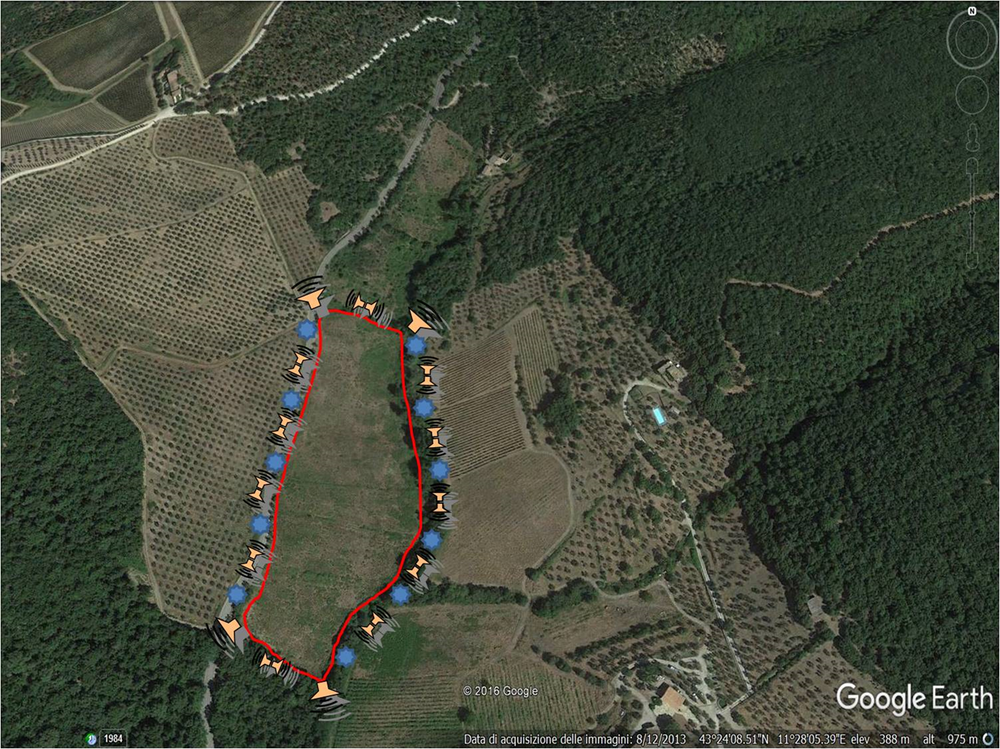 N
© 2016 Google
Google Earth
1984
Data di acquisizione delle immagini: 8/12/2013 43°24'08.51"N 11°28'05.39"E elev 388 m alt 975 m